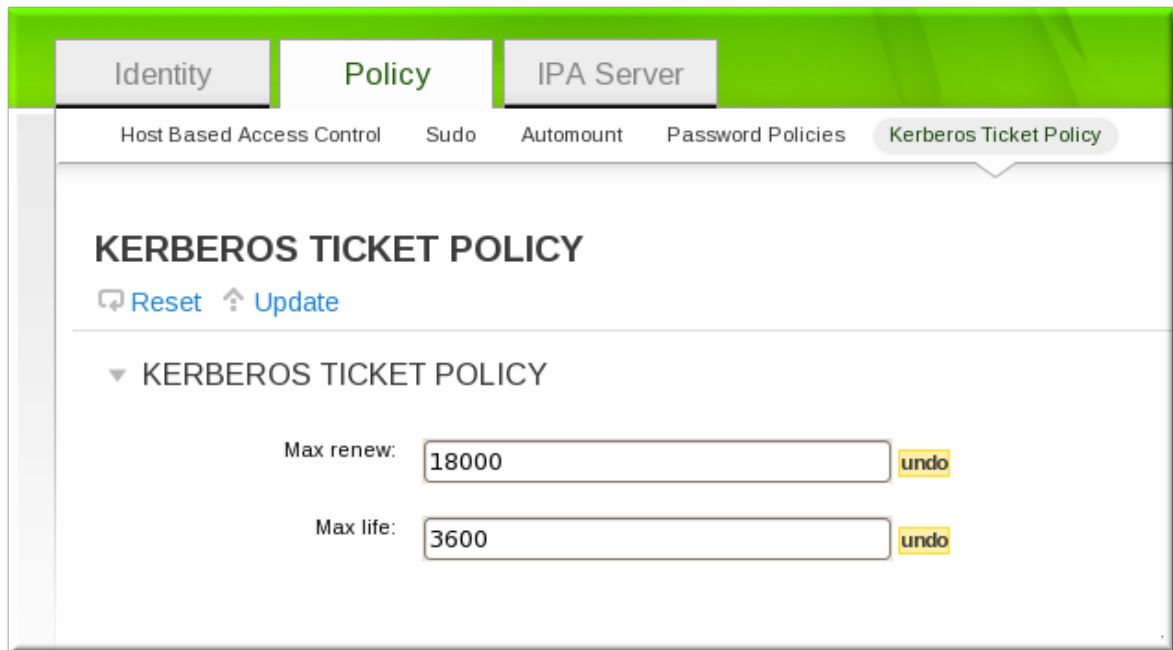 Identity Policy IPA Server
Host Based Access Control Sudo Automount Password Policies Kerberos Ticket Policy
KERBEROS TICKET POLICY
Reset Update
KERBEROS TICKET POLICY
Max renew: 18000 undo
Max life: 3600 undo